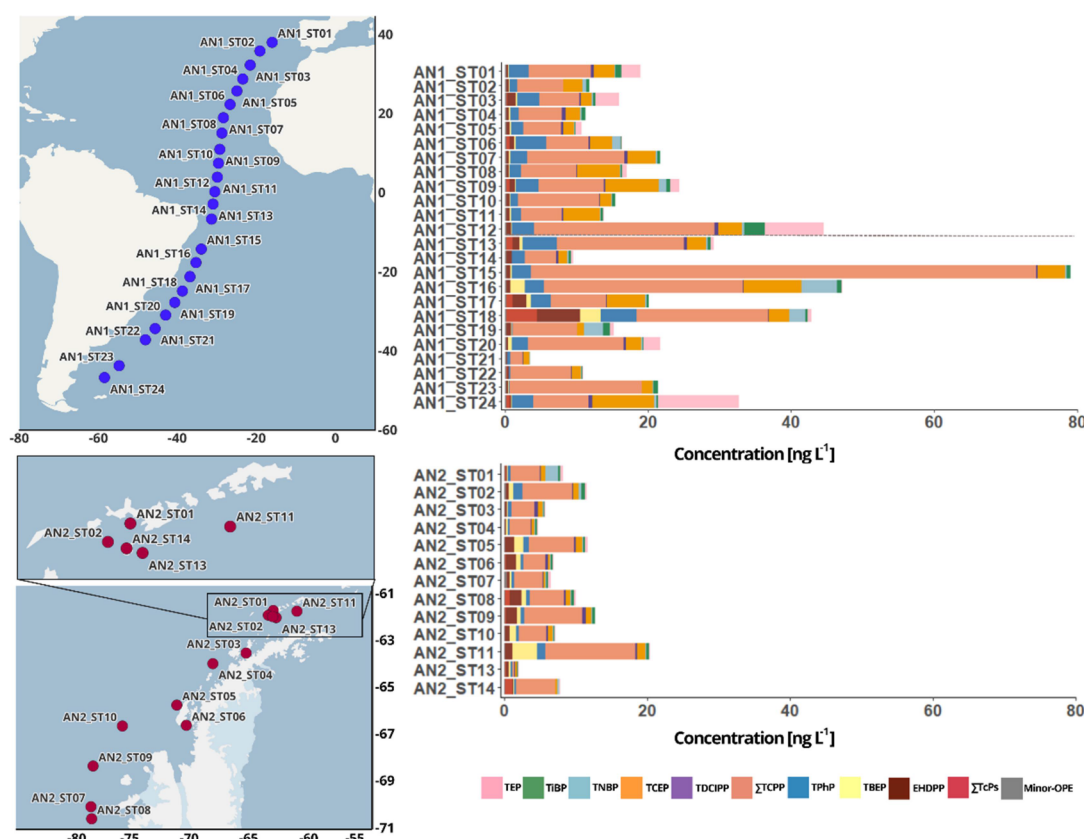 AN1_ST01
AN1_ST02
AN1_ST04
AN1_ST03
AN1_ST06
AN1_ST05
AN1_ST08
AN1_ST07
AN1_ST10
AN1_ST09
AN1_ST12
AN1_ST11
AN1_ST14
AN1_ST13
AN1_ST15
AN1_ST16
AN1_ST18
AN1_ST17
AN1_ST20
AN1_ST19
AN1_ST22
AN1_ST21
AN1_ST23
AN1_ST24
40
20
0
-20
-40
-60
-80 -60 -40 -20 0
AN1_ST01
AN1_ST02
AN1_ST03
AN1_ST04
AN1_ST05
AN1_ST06
AN1_ST07
AN1_ST08
AN1_ST09
AN1_ST10
AN1_ST11
AN1_ST12
AN1_ST13
AN1_ST14
AN1_ST15
AN1_ST16
AN1_ST17
AN1_ST18
AN1_ST19
AN1_ST20
AN1_ST21
AN1_ST22
AN1_ST23
AN1_ST24
0 20 40 60 80
Concentration [ng L⁻¹]
AN2_ST01
AN2_ST11
AN2_ST02
AN2_ST14
AN2_ST13
AN2_ST01
AN2_ST11
AN2_ST02
AN2_ST13
AN2_ST03
AN2_ST04
AN2_ST05
AN2_ST10
AN2_ST06
AN2_ST09
AN2_ST07
AN2_ST08
-61
-63
-65
-67
-69
-71
-80 -75 -70 -65 -60 -55
AN2_ST01
AN2_ST02
AN2_ST03
AN2_ST04
AN2_ST05
AN2_ST06
AN2_ST07
AN2_ST08
AN2_ST09
AN2_ST10
AN2_ST11
AN2_ST13
AN2_ST14
0 20 40 60 80
Concentration [ng L⁻¹]
TEP TiBP TNBP TCEP TDCIPP ∑TCPP TPhP TBEP EHDPP ∑TcPs Minor-OPE